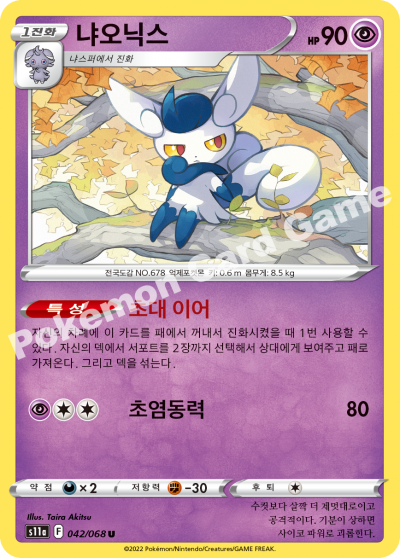 1진화
냐오닉스
HP 90
냐스퍼에서 진화
전국도감 NO.678 억제포켓몬 키: 0.6 m 몸무게: 8.5 kg
특성 초대 이어
자신의 차례에 이 카드를 패에서 꺼내서 진화시켰을 때 1번 사용할 수
있다. 자신의 덱에서 서포트를 2장까지 선택해서 상대에게 보여주고 패로
가져온다. 그리고 덱을 섞는다.
초염동력 80
약점 ×2 저항력 -30 후퇴
Illus. Taira Akitsu
s11a F 042/068 U
수컷보다 살짝 더 제멋대로이고
공격적이다. 기분이 상하면
사이코 파워로 괴롭힌다.
©2022 Pokémon/Nintendo/Creatures/GAME FREAK.
Pokémon Card Game